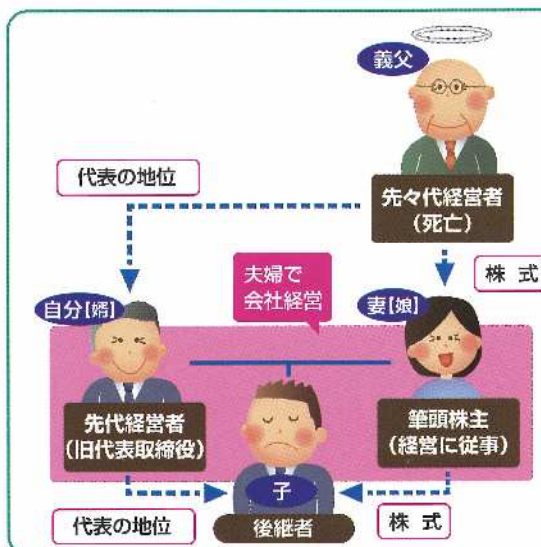 義父
代表の地位
先々代経営者
(死亡)
株 式
夫婦で
会社経営
自分【婿】
妻【娘】
先代経営者
(旧代表取締役)
筆頭株主
(経営に従事)
子
代表の地位
後継者
株 式